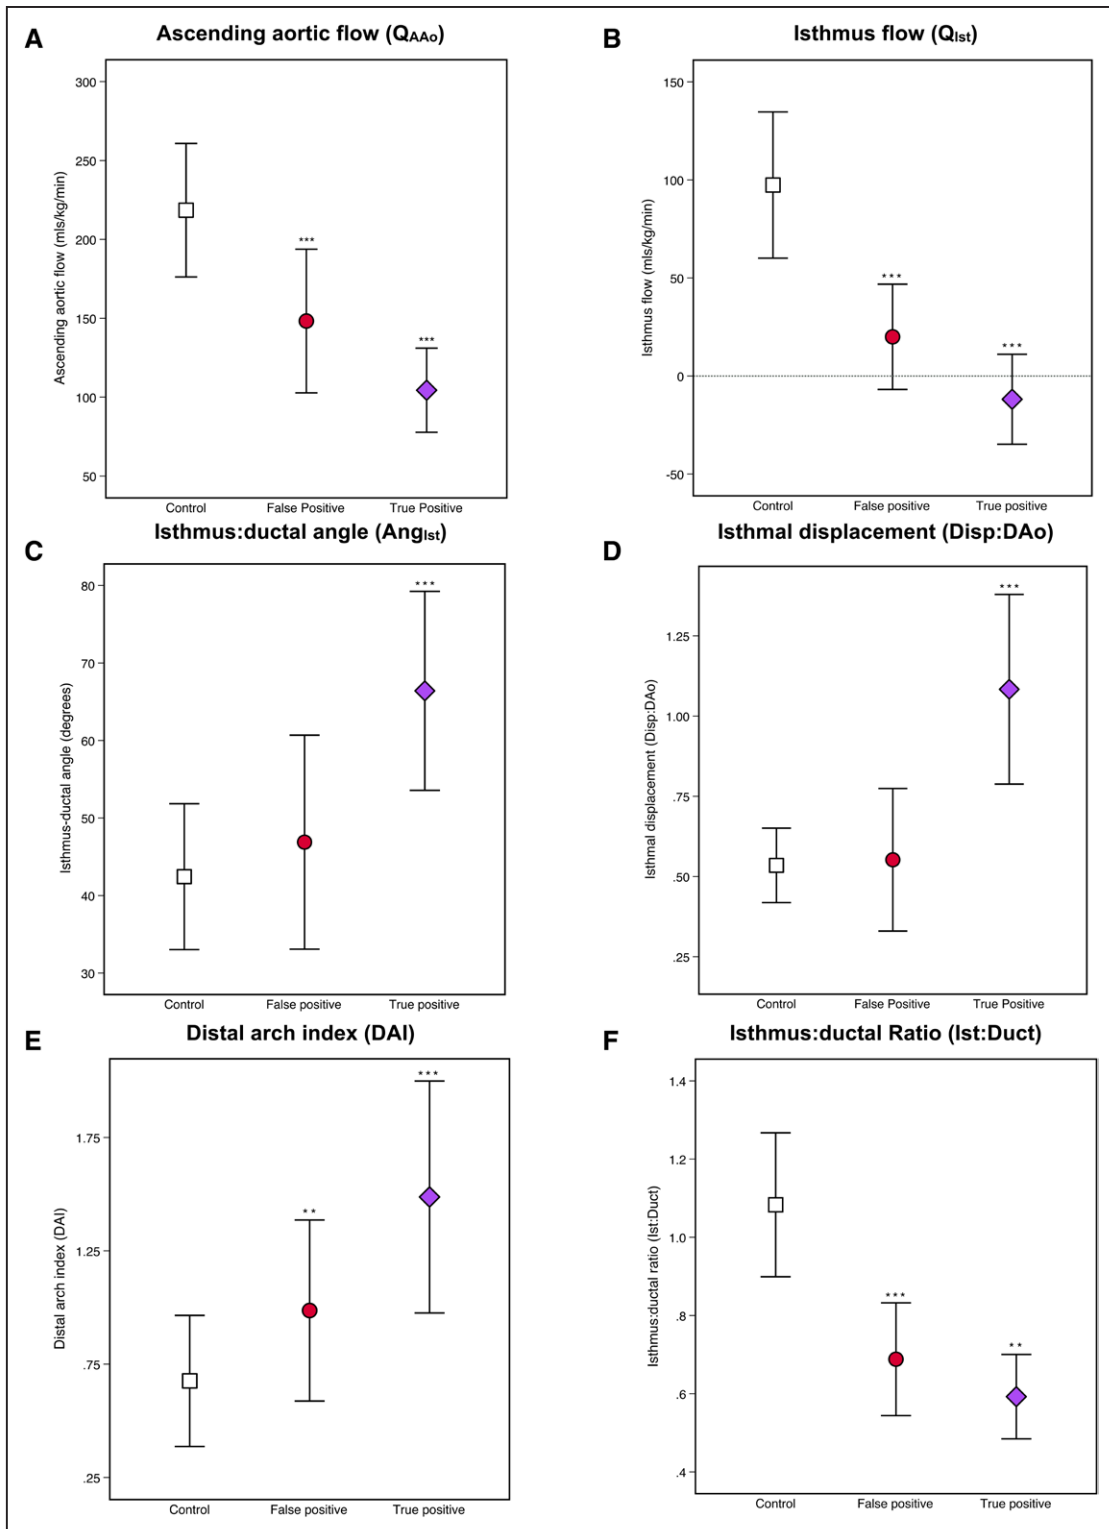 A
Ascending aortic flow (QAAo)
Ascending aortic flow (mls/kg/min)
300
250
200
150
100
50
***
***
Control
False Positive
True Positive
B
Isthmus flow (QIst)
Isthmus flow (mls/kg/min)
150
100
50
0
-50
***
***
Control
False Positive
True Positive
C
Isthmus:ductal angle (AngIst)
Isthmus-ductal angle (degrees)
80
70
60
50
40
30
***
Control
False positive
True positive
D
Isthmal displacement (Disp:DAo)
Isthmal displacement (Disp:DAo)
1.25
1.00
.75
.50
.25
***
Control
False Positive
True Positive
E
Distal arch index (DAI)
Distal arch index (DAI)
1.75
1.25
.75
.25
**
***
Control
False positive
True positive
F
Isthmus:ductal Ratio (Ist:Duct)
Isthmus:ductal ratio (Ist:Duct)
1.4
1.2
1.0
.8
.6
.4
***
**
Control
False positive
True positive